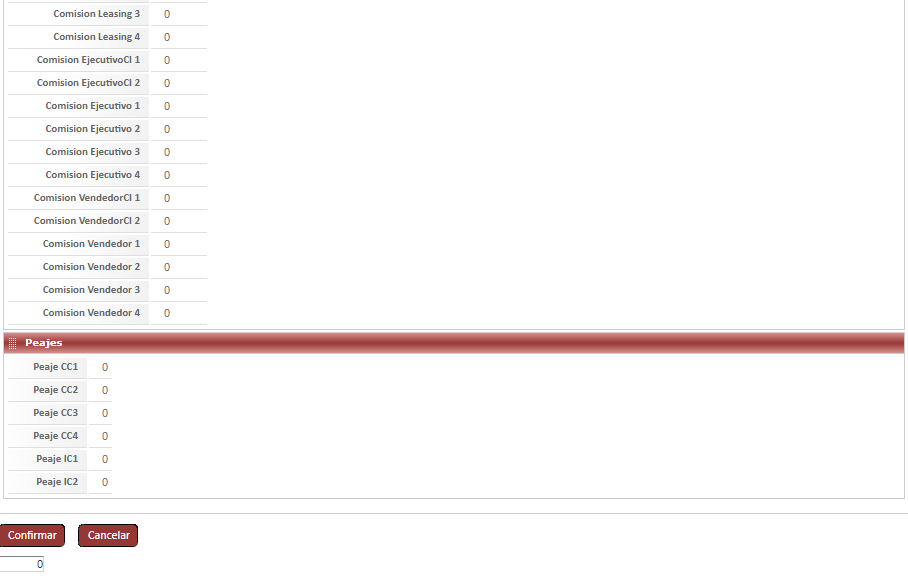 Comision Leasing 3 0
Comision Leasing 4 0
Comision EjecutivoCI 1 0
Comision EjecutivoCI 2 0
Comision Ejecutivo 1 0
Comision Ejecutivo 2 0
Comision Ejecutivo 3 0
Comision Ejecutivo 4 0
Comision VendedorCI 1 0
Comision VendedorCI 2 0
Comision Vendedor 1 0
Comision Vendedor 2 0
Comision Vendedor 3 0
Comision Vendedor 4 0
Peajes
Peaje CC1 0
Peaje CC2 0
Peaje CC3 0
Peaje CC4 0
Peaje IC1 0
Peaje IC2 0
Confirmar Cancelar
0